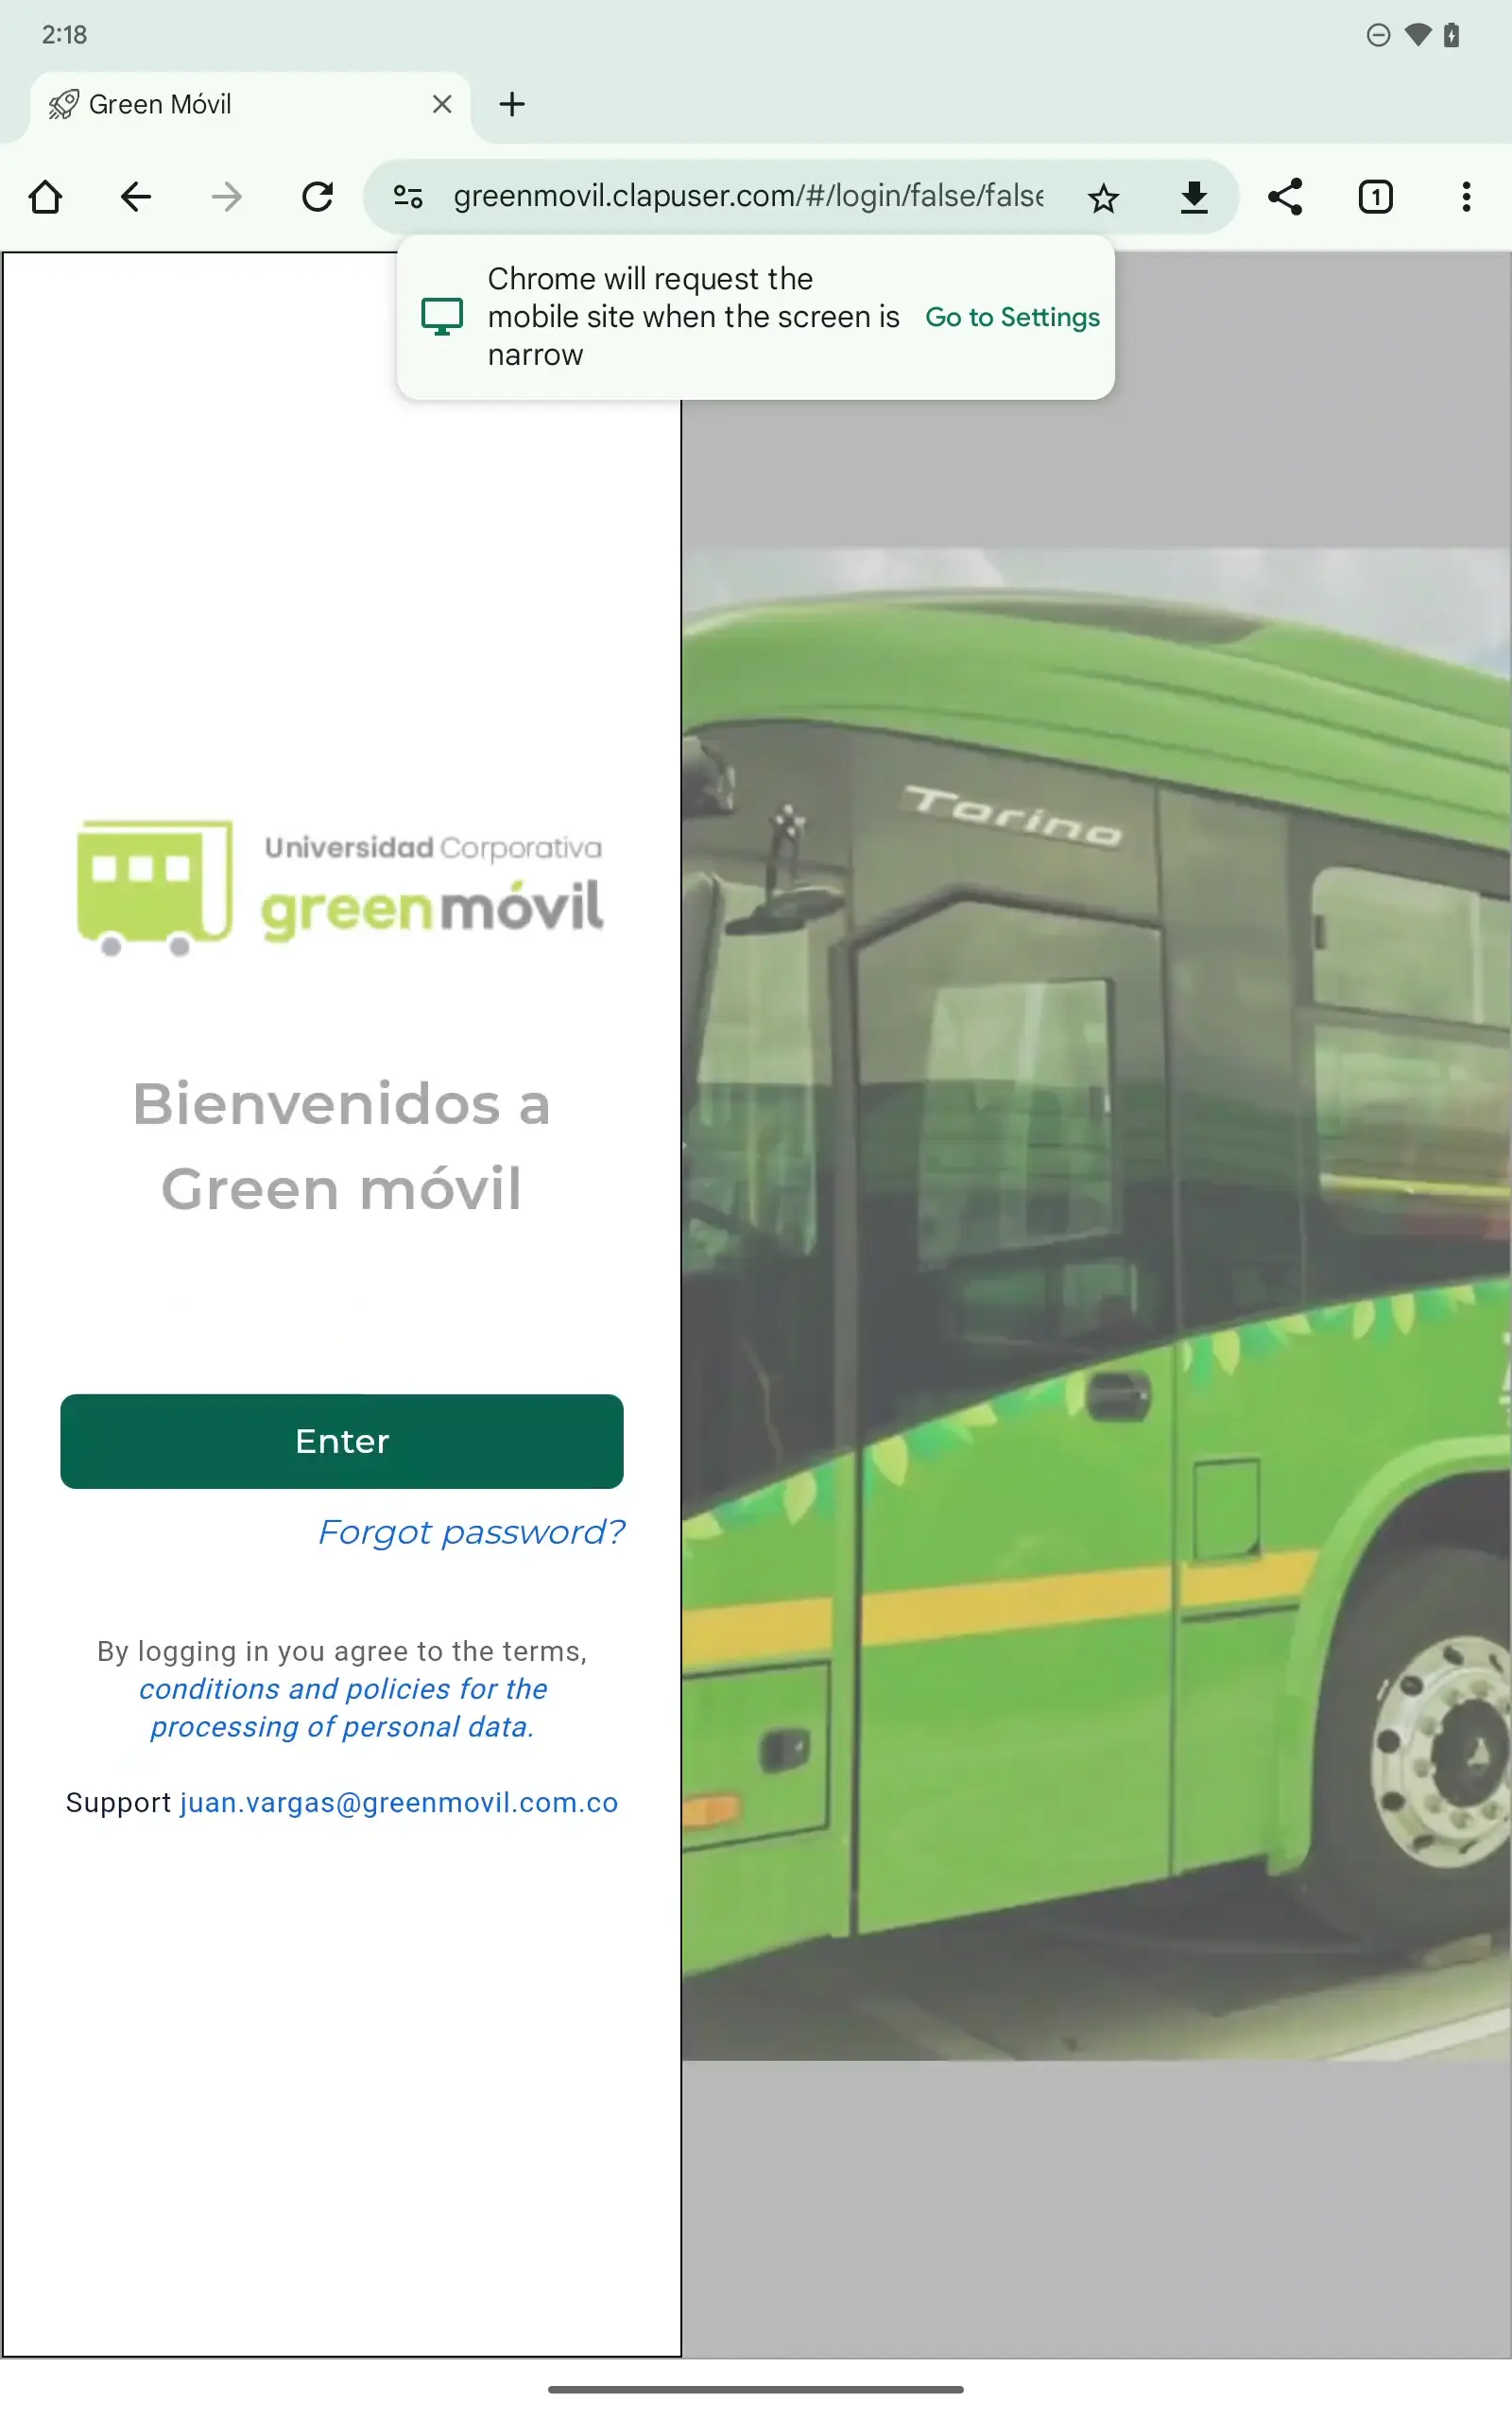 2:18
Green Móvil
greenmovil.clapuser.com/#/login/false/false
1
Chrome will request the
mobile site when the screen is
narrow
Go to Settings
Universidad Corporativa
greenmóvil
Torino
Bienvenidos a
Green móvil
Enter
Forgot password?
By logging in you agree to the terms,
conditions and policies for the
processing of personal data.
Support juan.vargas@greenmovil.com.co